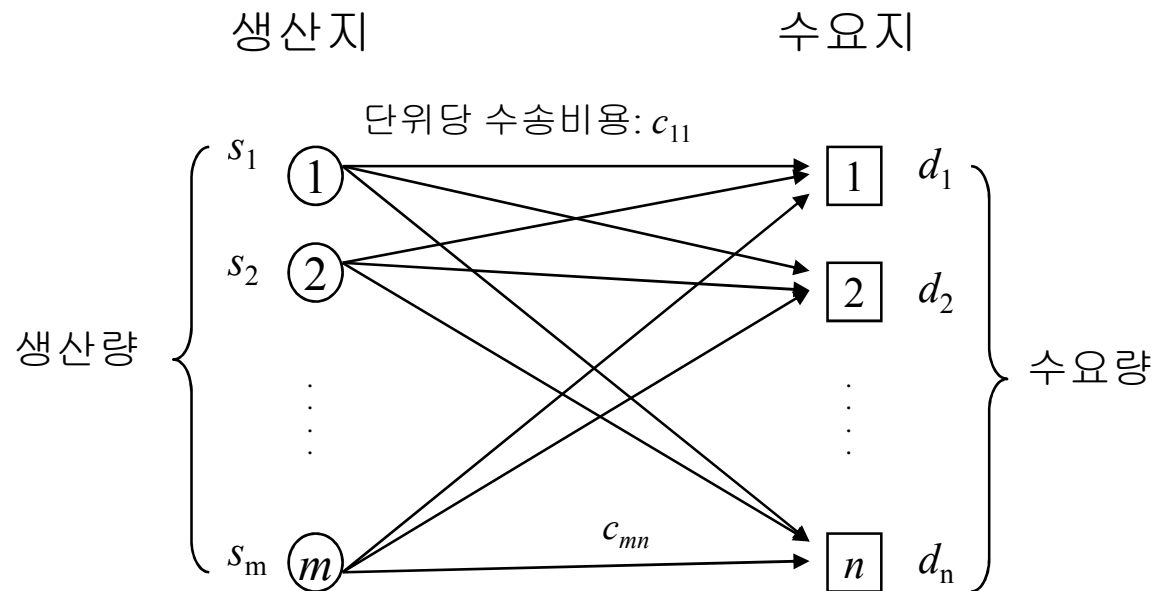 생산지 수요지
단위당 수송비용: c₁₁
s₁ 1 1 d₁
s₂ 2 2 d₂
생산량 수요량
sₘ m cₘₙ n dₙ